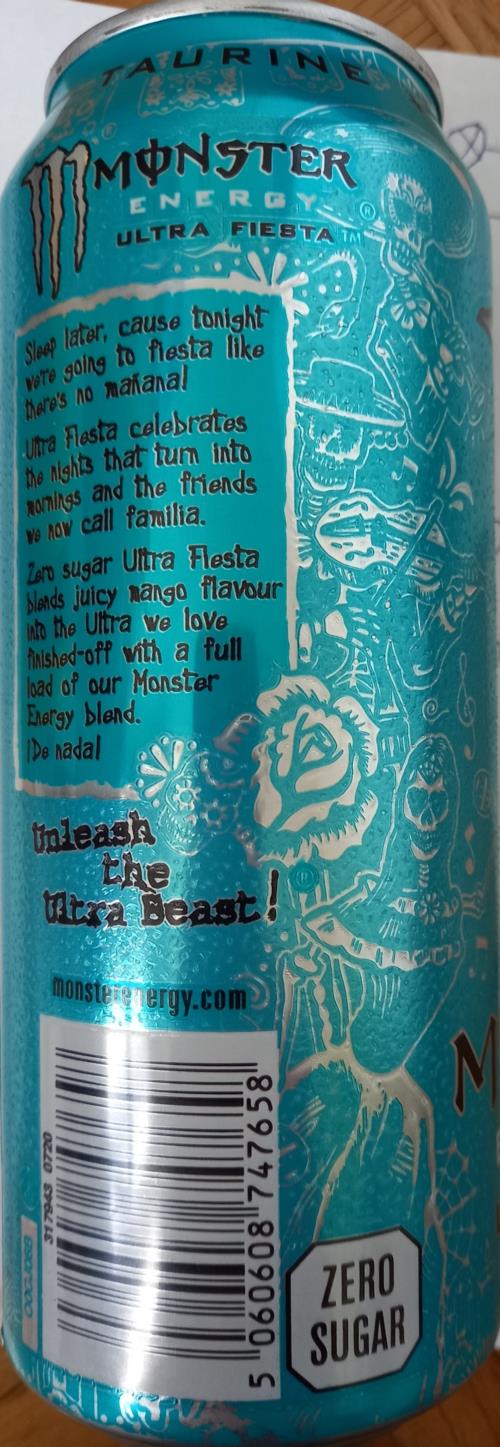 TAURINE
MONSTER
ENERGY ®
ULTRA FIESTA TM
Sleep later, cause tonight
we're going to fiesta like
there's no mañana!
Ultra Fiesta celebrates
the nights that turn into
mornings and the friends
we now call familia.
Zero sugar Ultra Fiesta
blends juicy mango flavour
into the Ultra we love
finished-off with a full
load of our Monster
Energy blend.
¡De nada!
Unleash
the
Ultra Beast! ®
monsterenergy.com
317943 0720
5 060608 747658
ZERO
SUGAR
M